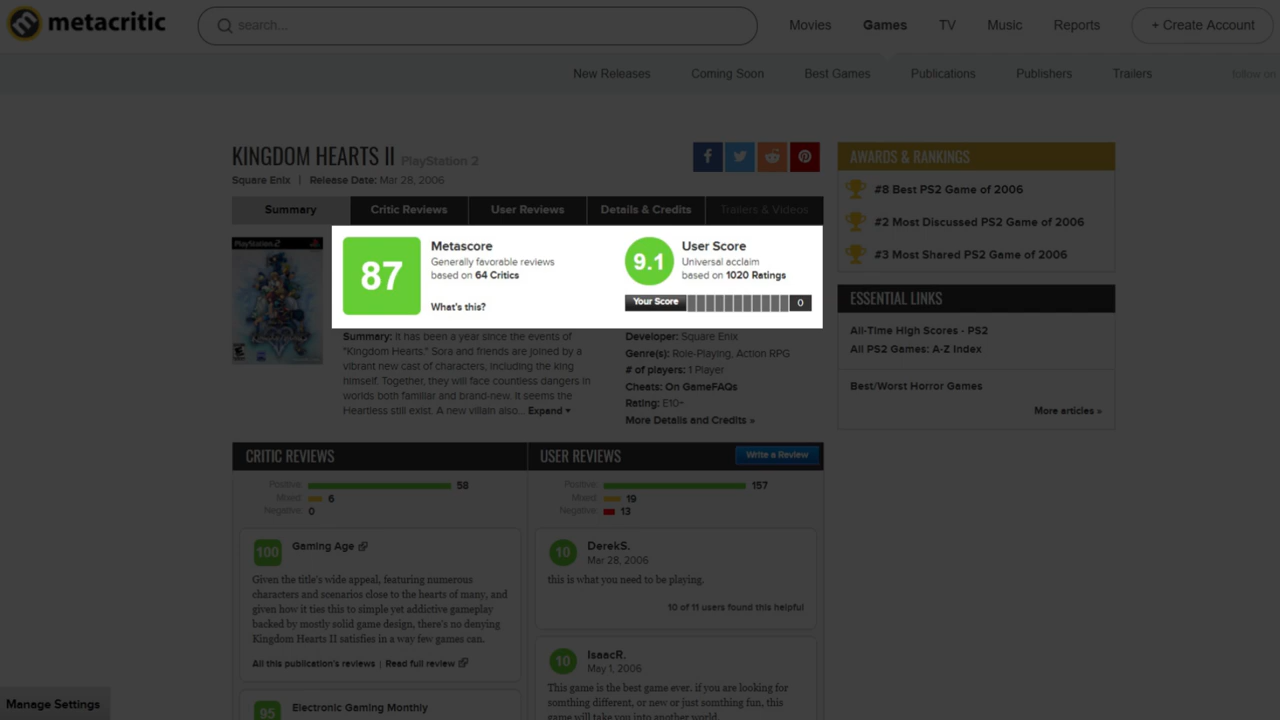 metacritic
search...
Movies
Games
TV
Music
Reports
+ Create Account
New Releases
Coming Soon
Best Games
Publications
Publishers
Trailers
follow on
KINGDOM HEARTS II PlayStation 2
Square Enix | Release Date: Mar 28, 2006
Summary
Critic Reviews
User Reviews
Details & Credits
Trailers & Videos
PlayStation 2
87
Metascore
Generally favorable reviews
based on 64 Critics
What's this?
9.1
User Score
Universal acclaim
based on 1020 Ratings
Your Score
0
Summary: It has been a year since the events of
"Kingdom Hearts." Sora and friends are joined by a
vibrant new cast of characters, including the king
himself. Together, they will face countless dangers in
worlds both familiar and brand-new. It seems the
Heartless still exist. A new villain also... Expand
Developer: Square Enix
Genre(s): Role-Playing, Action RPG
# of players: 1 Player
Cheats: On GameFAQs
Rating: E10+
More Details and Credits »
AWARDS & RANKINGS
#8 Best PS2 Game of 2006
#2 Most Discussed PS2 Game of 2006
#3 Most Shared PS2 Game of 2006
ESSENTIAL LINKS
All-Time High Scores - PS2
All PS2 Games: A-Z Index
Best/Worst Horror Games
More articles »
CRITIC REVIEWS
Positive: 58
Mixed: 6
Negative: 0
100
Gaming Age
Given the title's wide appeal, featuring numerous
characters and scenarios close to the hearts of many, and
given how it ties this to simple yet addictive gameplay
backed by mostly solid game design, there's no denying
Kingdom Hearts II satisfies in a way few games can.
All this publication's reviews | Read full review
95
Electronic Gaming Monthly
USER REVIEWS
Write a Review
Positive: 157
Mixed: 19
Negative: 13
10
DerekS.
Mar 28, 2006
this is what you need to be playing.
10 of 11 users found this helpful
10
IsaacR.
May 1, 2006
This game is the best game ever. if you are looking for
somthing different, or new or just somthing fun, this
game will take you into another world.
Manage Settings